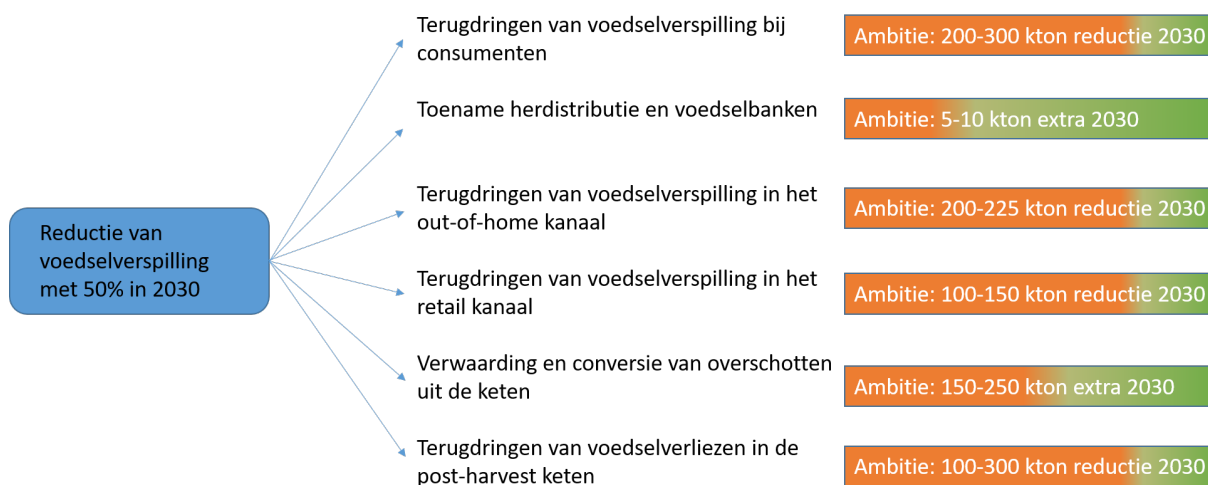 Reductie van
voedselverspilling
met 50% in 2030
Terugdringen van voedselverspilling bij
consumenten
Ambitie: 200-300 kton reductie 2030
Toename herdistributie en voedselbanken
Ambitie: 5-10 kton extra 2030
Terugdringen van voedselverspilling in het
out-of-home kanaal
Ambitie: 200-225 kton reductie 2030
Terugdringen van voedselverspilling in het
retail kanaal
Ambitie: 100-150 kton reductie 2030
Verwaarding en conversie van overschotten
uit de keten
Ambitie: 150-250 kton extra 2030
Terugdringen van voedselverliezen in de
post-harvest keten
Ambitie: 100-300 kton reductie 2030